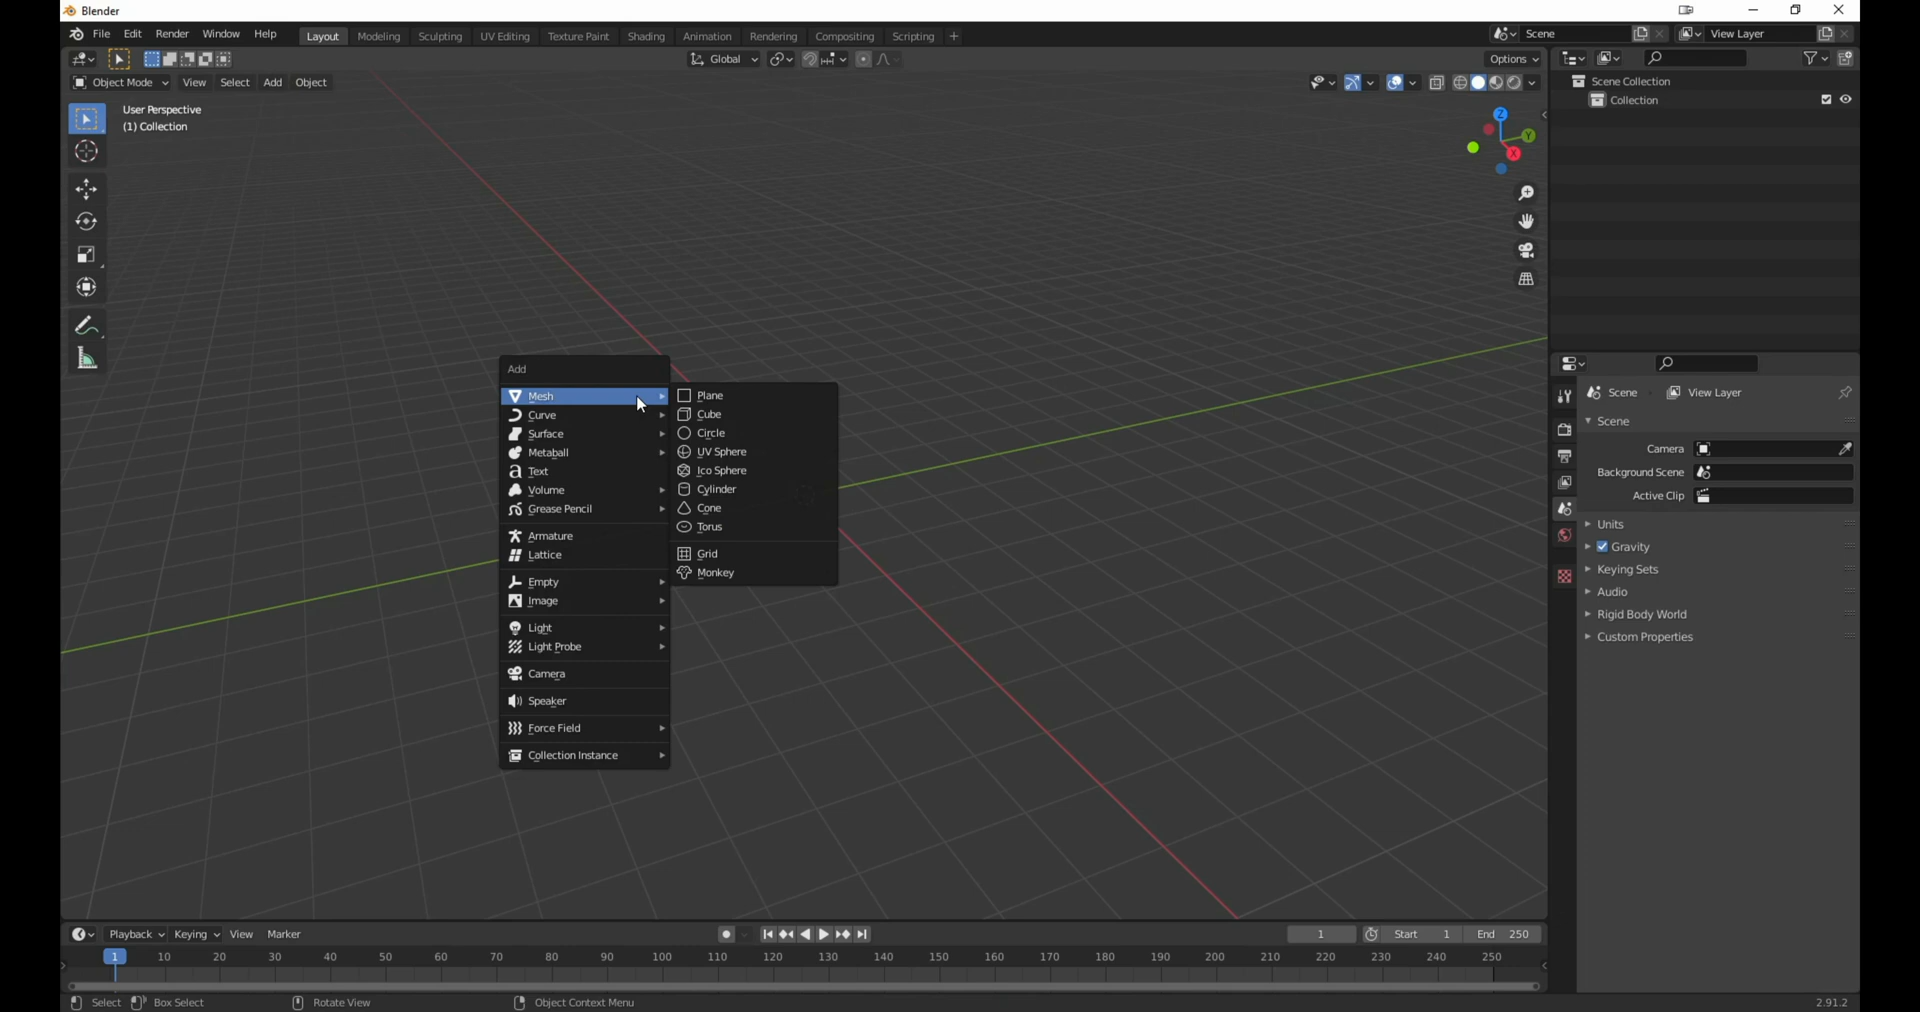 Blender
File Edit Render Window Help Layout Modeling Sculpting UV Editing Texture Paint Shading Animation Rendering Compositing Scripting + Scene View Layer
Global Options
Object Mode View Select Add Object
User Perspective
(1) Collection
Z
Y
X
Scene Collection
Collection
Add
Mesh
Curve
Surface
Metaball
Text
Volume
Grease Pencil
Armature
Lattice
Empty
Image
Light
Light Probe
Camera
Speaker
Force Field
Collection Instance
Plane
Cube
Circle
UV Sphere
Ico Sphere
Cylinder
Cone
Torus
Grid
Monkey
Scene View Layer
Scene
Camera
Background Scene
Active Clip
Units
Gravity
Keying Sets
Audio
Rigid Body World
Custom Properties
Playback Keying View Marker 1 Start 1 End 250
1 10 20 30 40 50 60 70 80 90 100 110 120 130 140 150 160 170 180 190 200 210 220 230 240 250
Select Box Select Rotate View Object Context Menu 2.91.2